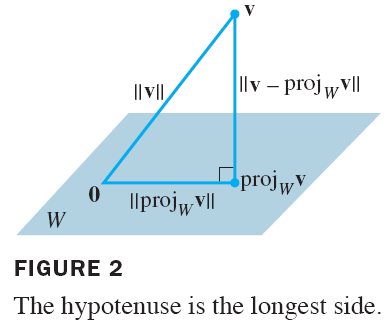 v
||v||
||v – proj_W v||
0
||proj_W v||
proj_W v
W
FIGURE 2
The hypotenuse is the longest side.